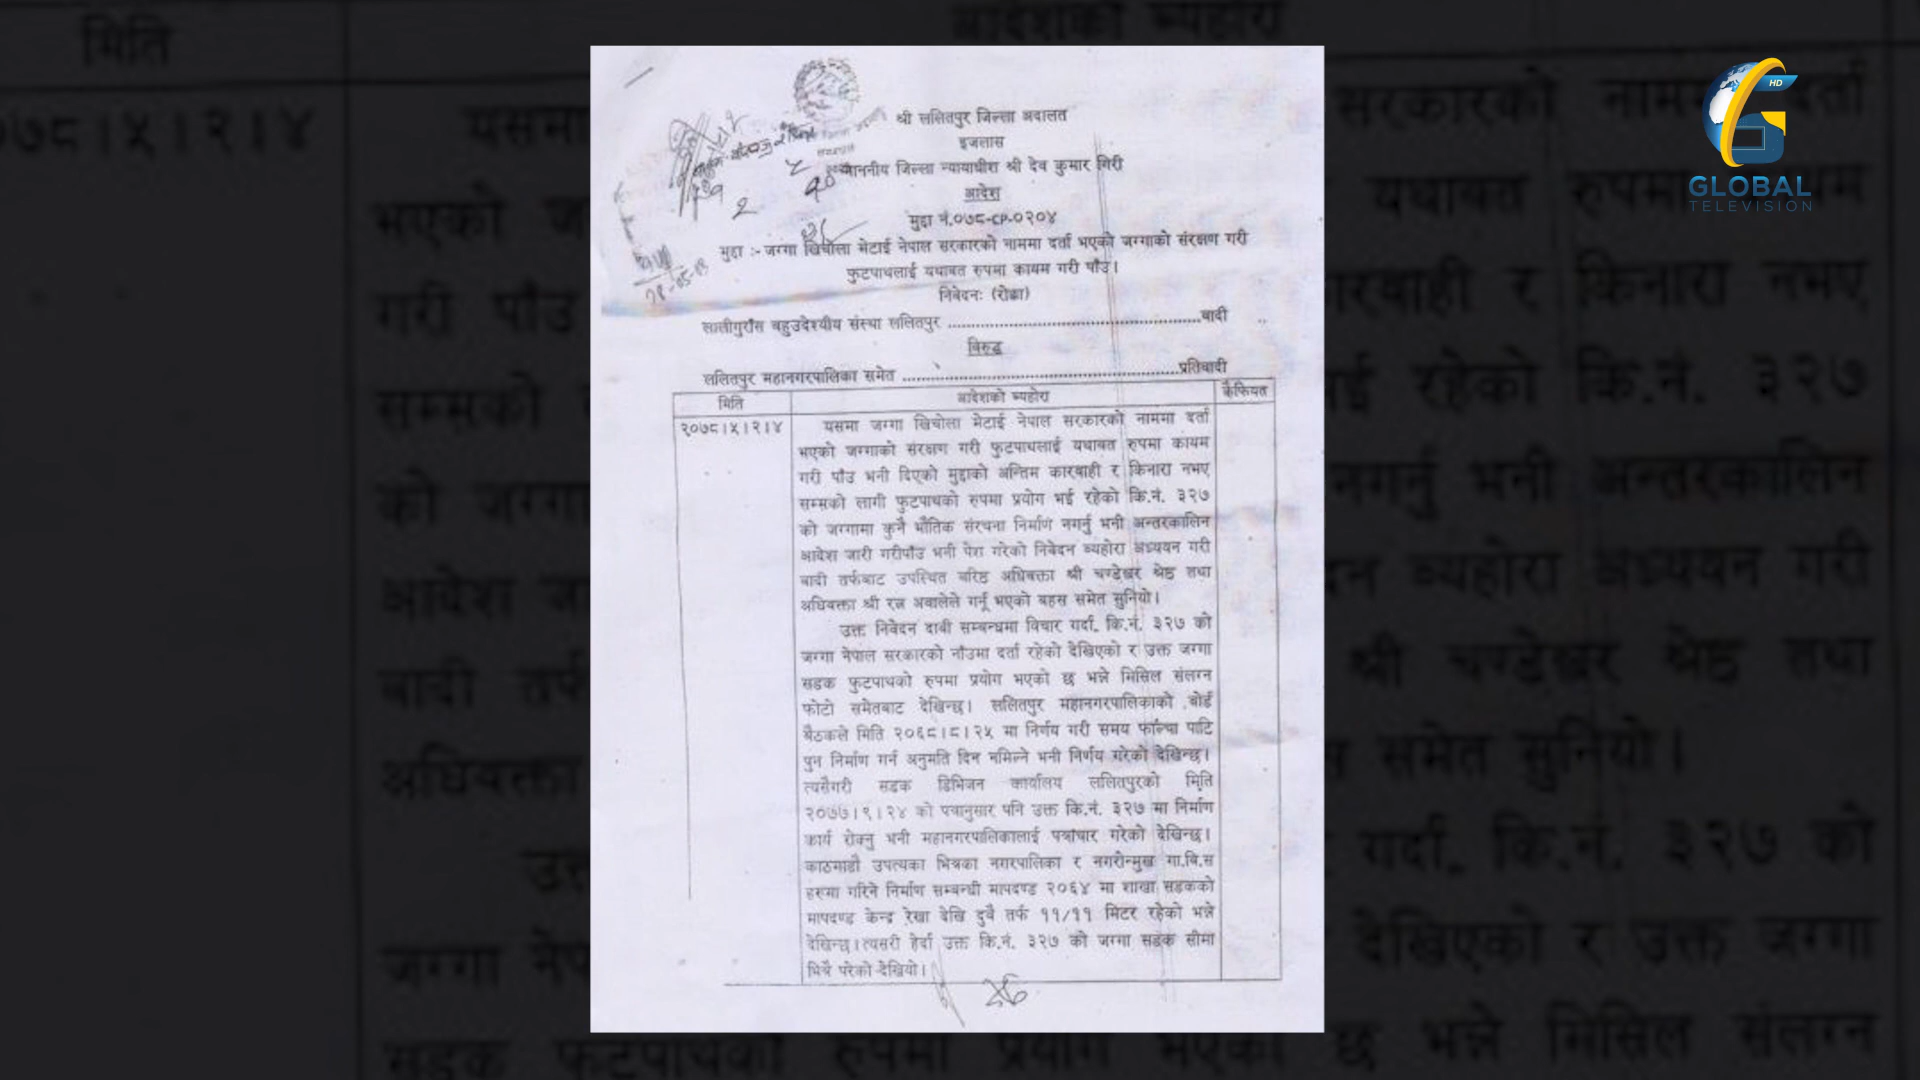 HD
GLOBAL
TELEVISION
श्री ललितपुर जिल्ला अदालत
इजलास
माननीय जिल्ला न्यायाधीश श्री देव कुमार गिरी
आदेश
मुद्दा नं.०७८-CP-०२०४
मुद्दा :- जग्गा खिचोला मेटाई नेपाल सरकारको नाममा दर्ता भएको जग्गाको संरक्षण गरी
फुटपाथलाई यथावत रुपमा कायम गरी पाँउ।
निवेदनः (रोक्का)
लालीगुराँस बहुउदेश्यीय संस्था ललितपुर ........................................वादी
विरुद्ध
ललितपुर महानगरपालिका समेत ........................................प्रतिवादी
मिति आदेशको ब्यहोरा कैफियत
२०७८।५।२।४ यसमा जग्गा खिचोला मेटाई नेपाल सरकारको नाममा दर्ता
भएको जग्गाको संरक्षण गरी फुटपाथलाई यथावत रुपमा कायम
गरी पाँउ भनी दिएको मुद्दाको अन्तिम कारवाही र किनारा नभए
सम्मको लागी फुटपाथको रुपमा प्रयोग भई रहेको कि.नं. ३२७
को जग्गामा कुनै भौतिक संरचना निर्माण नगर्नु भनी अन्तरकालिन
आदेश जारी गरीपाँउ भनी पेश गरेको निवेदन ब्यहोरा अध्ययन गरी
वादी तर्फबाट उपस्थित वरिष्ठ अधिवक्ता श्री चण्डेश्वर श्रेष्ठ तथा
अधिवक्ता श्री रत्न अवालेले गर्नू भएको बहस समेत सुनियो।
उक्त निवेदन दावी सम्बन्धमा विचार गर्दा, कि.नं. ३२७ को
जग्गा नेपाल सरकारको नाँउमा दर्ता रहेको देखिएको र उक्त जग्गा
सडक फुटपाथको रुपमा प्रयोग भएको छ भन्ने मिसिल संलग्न
फोटो समेतबाट देखिन्छ। ललितपुर महानगरपालिकाको बोर्ड
बैठकले मिति २०६८।८।२५ मा निर्णय गरी समय फाल्चा पाटि
पुन निर्माण गर्न अनुमति दिन नमिल्ने भनी निर्णय गरेको देखिन्छ।
त्यसैगरी सडक डिभिजन कार्यालय ललितपुरको मिति
२०७७।९।२४ को पत्रानुसार पनि उक्त कि.नं. ३२७ मा निर्माण
कार्य रोक्नु भनी महानगरपालिकालाई पत्राचार गरेको देखिन्छ।
काठमाडौ उपत्यका भित्रका नगरपालिका र नगरोन्मुख गा.वि.स
हरुमा गरिने निर्माण सम्बन्धी मापदण्ड २०६४ मा शाखा सडकको
मापदण्ड केन्द्र रेखा देखि दुवै तर्फ ११/११ मिटर रहेको भन्ने
देखिन्छ।त्यसरी हेर्दा उक्त कि.नं. ३२७ को जग्गा सडक सीमा
भित्रै परेको देखियो।